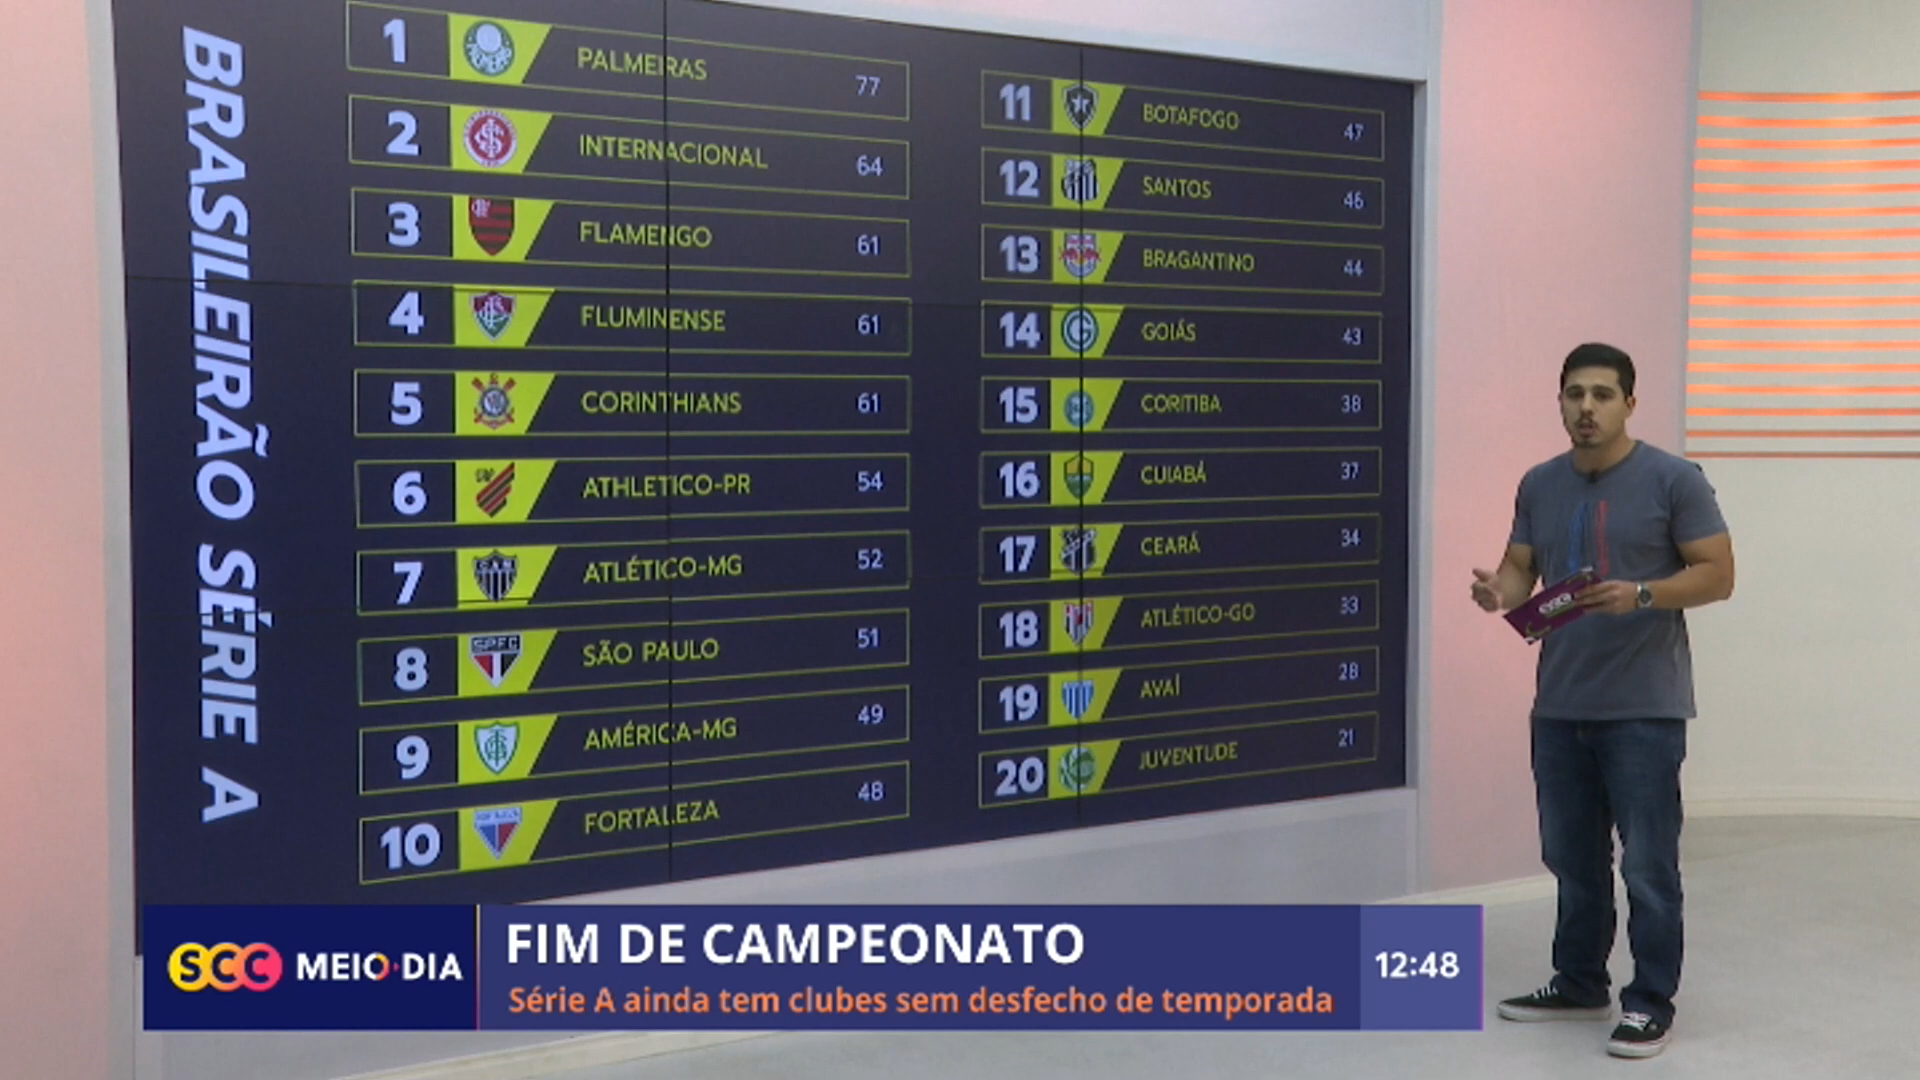 BRASILEIRÃO SÉRIE A
1 PALMEIRAS 77
2 INTERNACIONAL 64
3 FLAMENGO 61
4 FLUMINENSE 61
5 CORINTHIANS 61
6 ATHLETICO-PR 54
7 ATLÉTICO-MG 52
8 SPFC SÃO PAULO 51
9 AMÉRICA-MG 49
10 FORTALEZA 48
11 BOTAFOGO 47
12 SANTOS 46
13 BRAGANTINO 44
14 GOIÁS 43
15 CORITIBA 38
16 CUIABÁ 37
17 CEARÁ 34
18 ATLÉTICO-GO 33
19 AVAÍ 28
20 JUVENTUDE 21
SCC MEIO-DIA
FIM DE CAMPEONATO
Série A ainda tem clubes sem desfecho de temporada
12:48